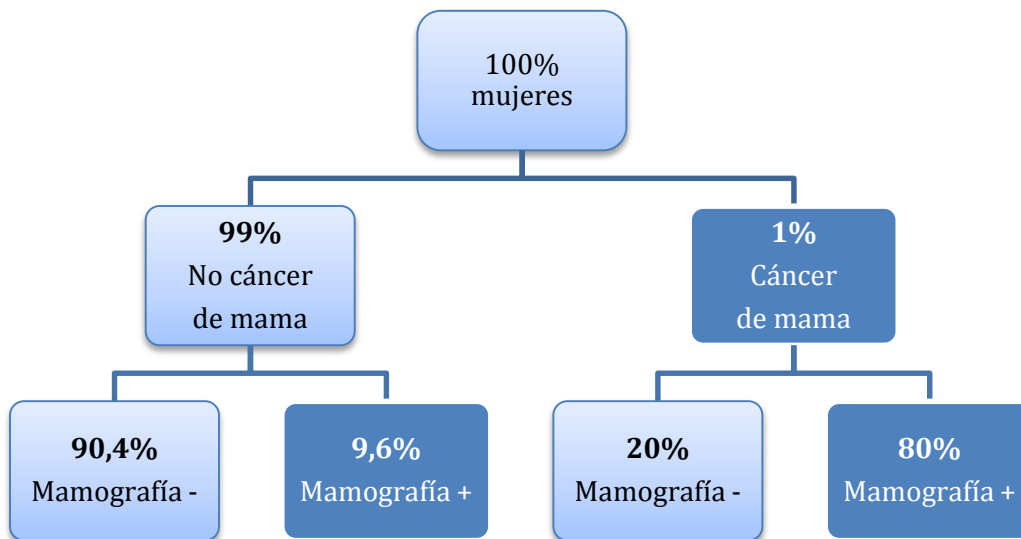 100%
mujeres
99%
No cáncer
de mama
1%
Cáncer
de mama
90,4%
Mamografía -
9,6%
Mamografía +
20%
Mamografía -
80%
Mamografía +